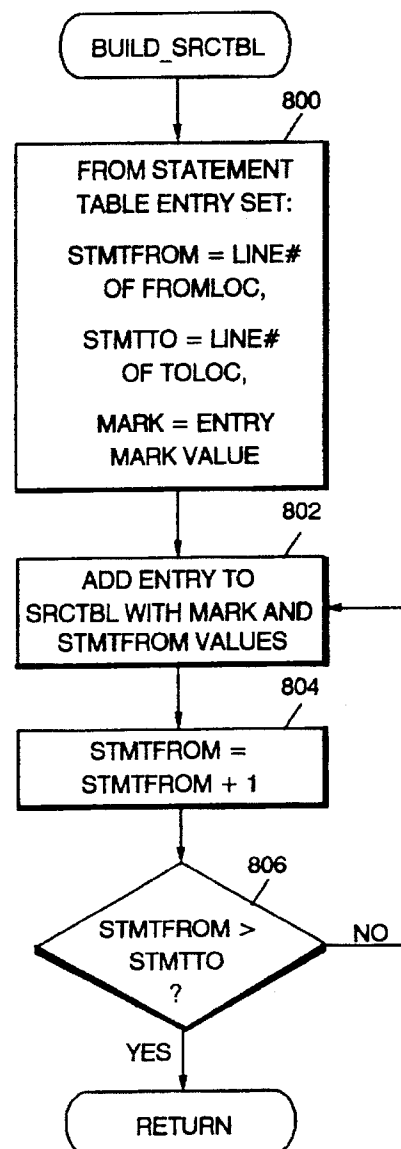 BUILD_SRCTBL
800
FROM STATEMENT
TABLE ENTRY SET:
STMTFROM = LINE#
OF FROMLOC,
STMTTO = LINE#
OF TOLOC,
MARK = ENTRY
MARK VALUE
802
ADD ENTRY TO
SRCTBL WITH MARK AND
STMTFROM VALUES
804
STMTFROM =
STMTFROM + 1
806
STMTFROM >
STMTTO
?
NO
YES
RETURN